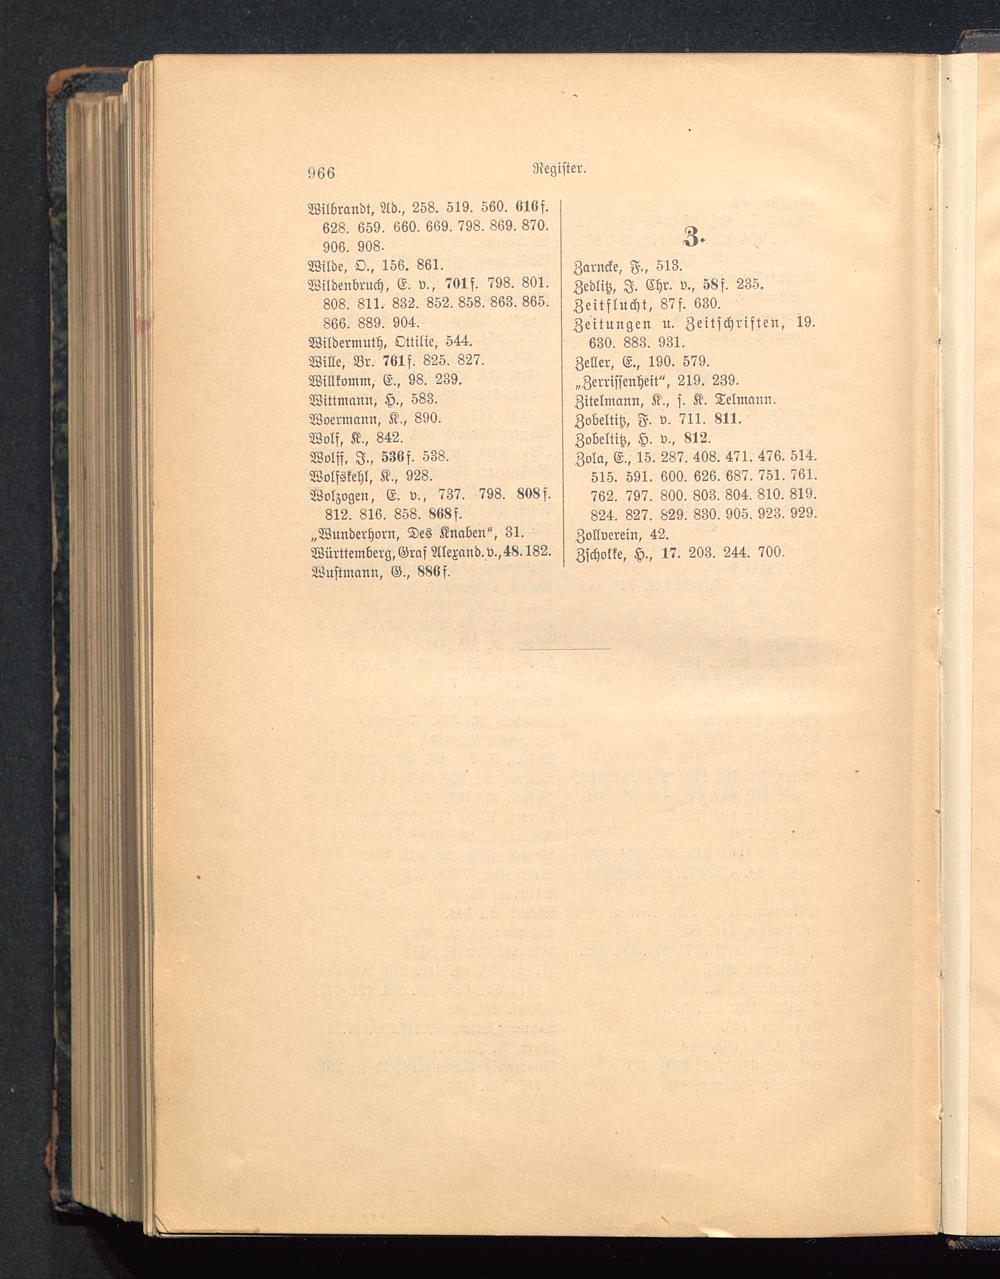 966
Register.
Wilbrandt, Ad., 258. 519. 560. 616f.
628. 659. 660. 669. 798. 869. 870.
906. 908.
Wilde, O., 156. 861.
Wildenbruch, E. v., 701f. 798. 801.
808. 811. 832. 852. 858. 863. 865.
866. 889. 904.
Wildermuth, Ottilie, 544.
Wille, Br. 761f. 825. 827.
Willkomm, E., 98. 239.
Wittmann, H., 583.
Woermann, K., 890.
Wolf, K., 842.
Wolff, J., 536f. 538.
Wolfskehl, K., 928.
Wolzogen, E. v., 737. 798. 808f.
812. 816. 858. 868f.
„Wunderhorn, Des Knaben“, 31.
Württemberg, Graf Alexand. v., 48. 182.
Wustmann, G., 886f.
Z.
Zarncke, F., 513.
Zedlitz, J. Chr. v., 58f. 235.
Zeitflucht, 87f. 630.
Zeitungen u. Zeitschriften, 19.
630. 883. 931.
Zeller, E., 190. 579.
„Zerrissenheit“, 219. 239.
Zitelmann, K., s. K. Telmann.
Zobeltitz, F. v. 711. 811.
Zobeltitz, H. v., 812.
Zola, E., 15. 287. 408. 471. 476. 514.
515. 591. 600. 626. 687. 751. 761.
762. 797. 800. 803. 804. 810. 819.
824. 827. 829. 830. 905. 923. 929.
Zollverein, 42.
Zschokke, H., 17. 203. 244. 700.